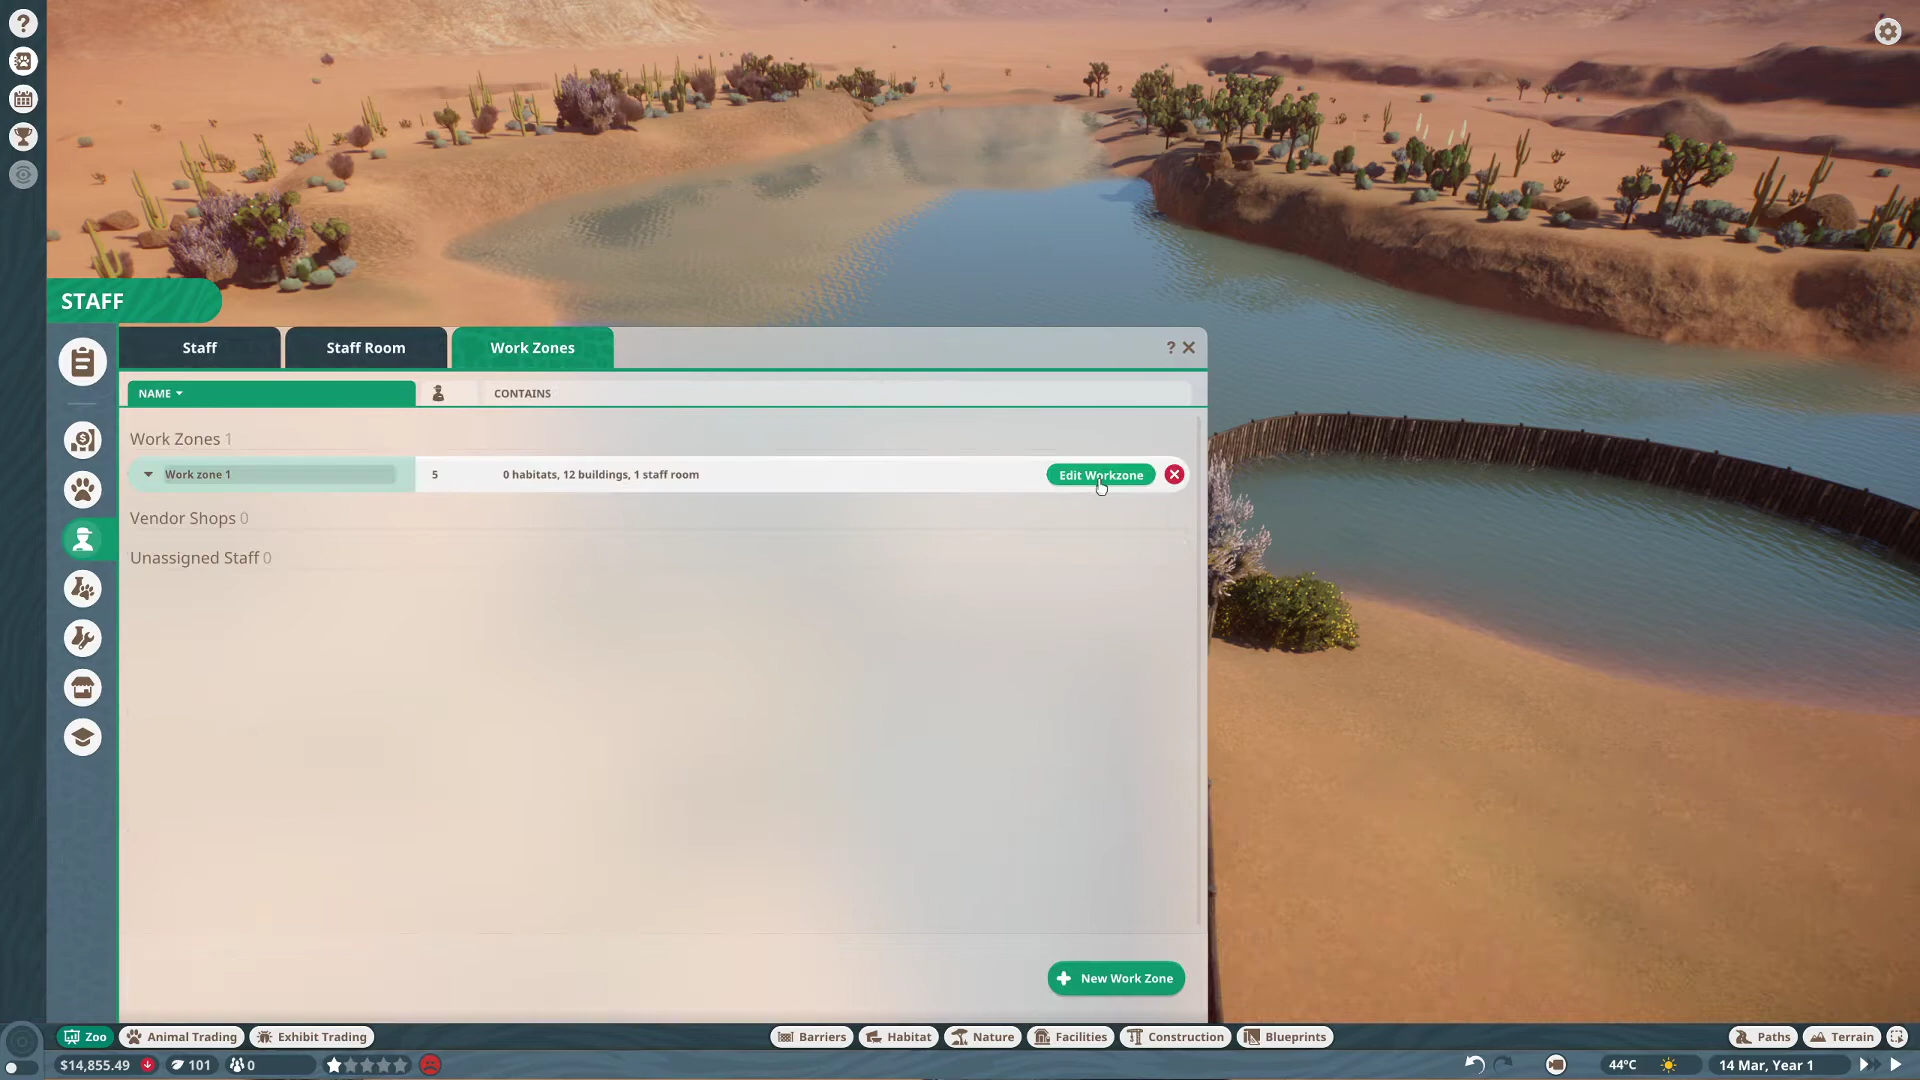 STAFF
Staff
Staff Room
Work Zones
?
NAME
CONTAINS
Work Zones 1
Work zone 1
5
0 habitats, 12 buildings, 1 staff room
Edit Workzone
Vendor Shops 0
Unassigned Staff 0
New Work Zone
Zoo
Animal Trading
Exhibit Trading
Barriers
Habitat
Nature
Facilities
Construction
Blueprints
Paths
Terrain
$14,855.49
101
0
44°C
14 Mar, Year 1